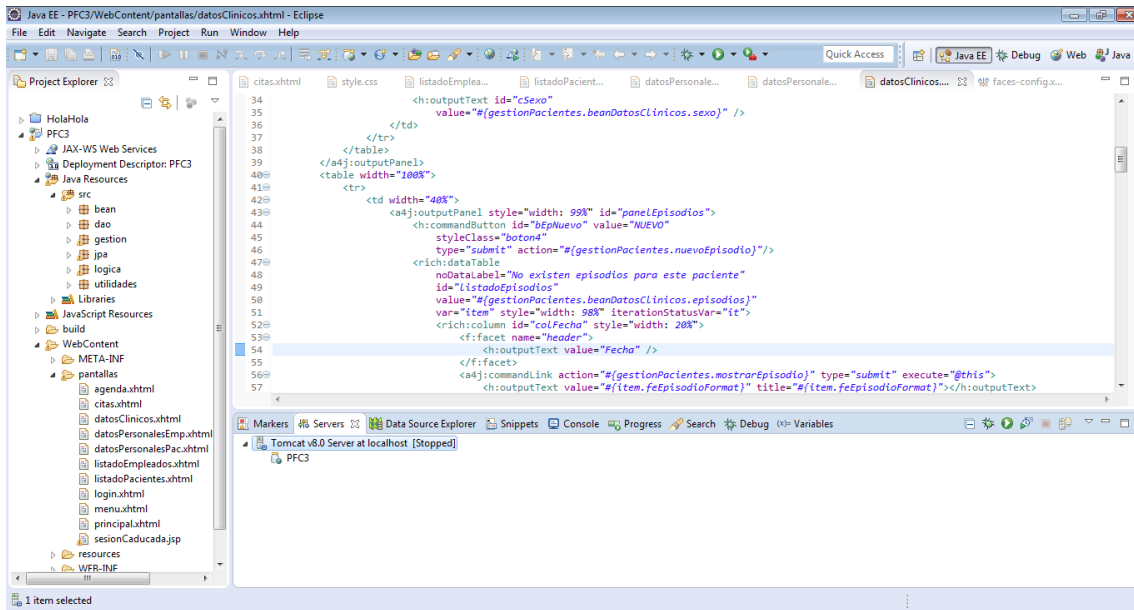 Java EE - PFC3/WebContent/pantallas/datosClinicos.xhtml - Eclipse
File Edit Navigate Search Project Run Window Help
Quick Access Java EE Debug Web Java
Project Explorer
HolaHola
PFC3
JAX-WS Web Services
Deployment Descriptor: PFC3
Java Resources
src
bean
dao
gestion
jpa
logica
utilidades
Libraries
JavaScript Resources
build
WebContent
META-INF
pantallas
agenda.xhtml
citas.xhtml
datosClinicos.xhtml
datosPersonalesEmp.xhtml
datosPersonalesPac.xhtml
listadoEmpleados.xhtml
listadoPacientes.xhtml
login.xhtml
menu.xhtml
principal.xhtml
sesionCaducada.jsp
resources
WEB-INF
citas.xhtml style.css listadoEmplea... listadoPacient... datosPersonale... datosPersonale... datosClinicos.... faces-config.x...
34 <h:outputText id="cSexo"
35 value="#{gestionPacientes.beanDatosClinicos.sexo}" />
36 </td>
37 </tr>
38 </table>
39 </a4j:outputPanel>
40 <table width="100%">
41 <tr>
42 <td width="40%">
43 <a4j:outputPanel style="width: 99%" id="panelEpisodios">
44 <h:commandButton id="bEpNuevo" value="NUEVO"
45 styleClass="boton4"
46 type="submit" action="#{gestionPacientes.nuevoEpisodio}"/>
47 <rich:dataTable
48 noDataLabel="No existen episodios para este paciente"
49 id="listadoEpisodios"
50 value="#{gestionPacientes.beanDatosClinicos.episodios}"
51 var="item" style="width: 98%" iterationStatusVar="it">
52 <rich:column id="colFecha" style="width: 20%">
53 <f:facet name="header">
54 <h:outputText value="Fecha" />
55 </f:facet>
56 <a4j:commandLink action="#{gestionPacientes.mostrarEpisodio}" type="submit" execute="@this">
57 <h:outputText value="#{item.feEpisodioFormat}" title="#{item.feEpisodioFormat}"></h:outputText>
Markers Servers Data Source Explorer Snippets Console Progress Search Debug (x)= Variables
Tomcat v8.0 Server at localhost [Stopped]
PFC3
1 item selected